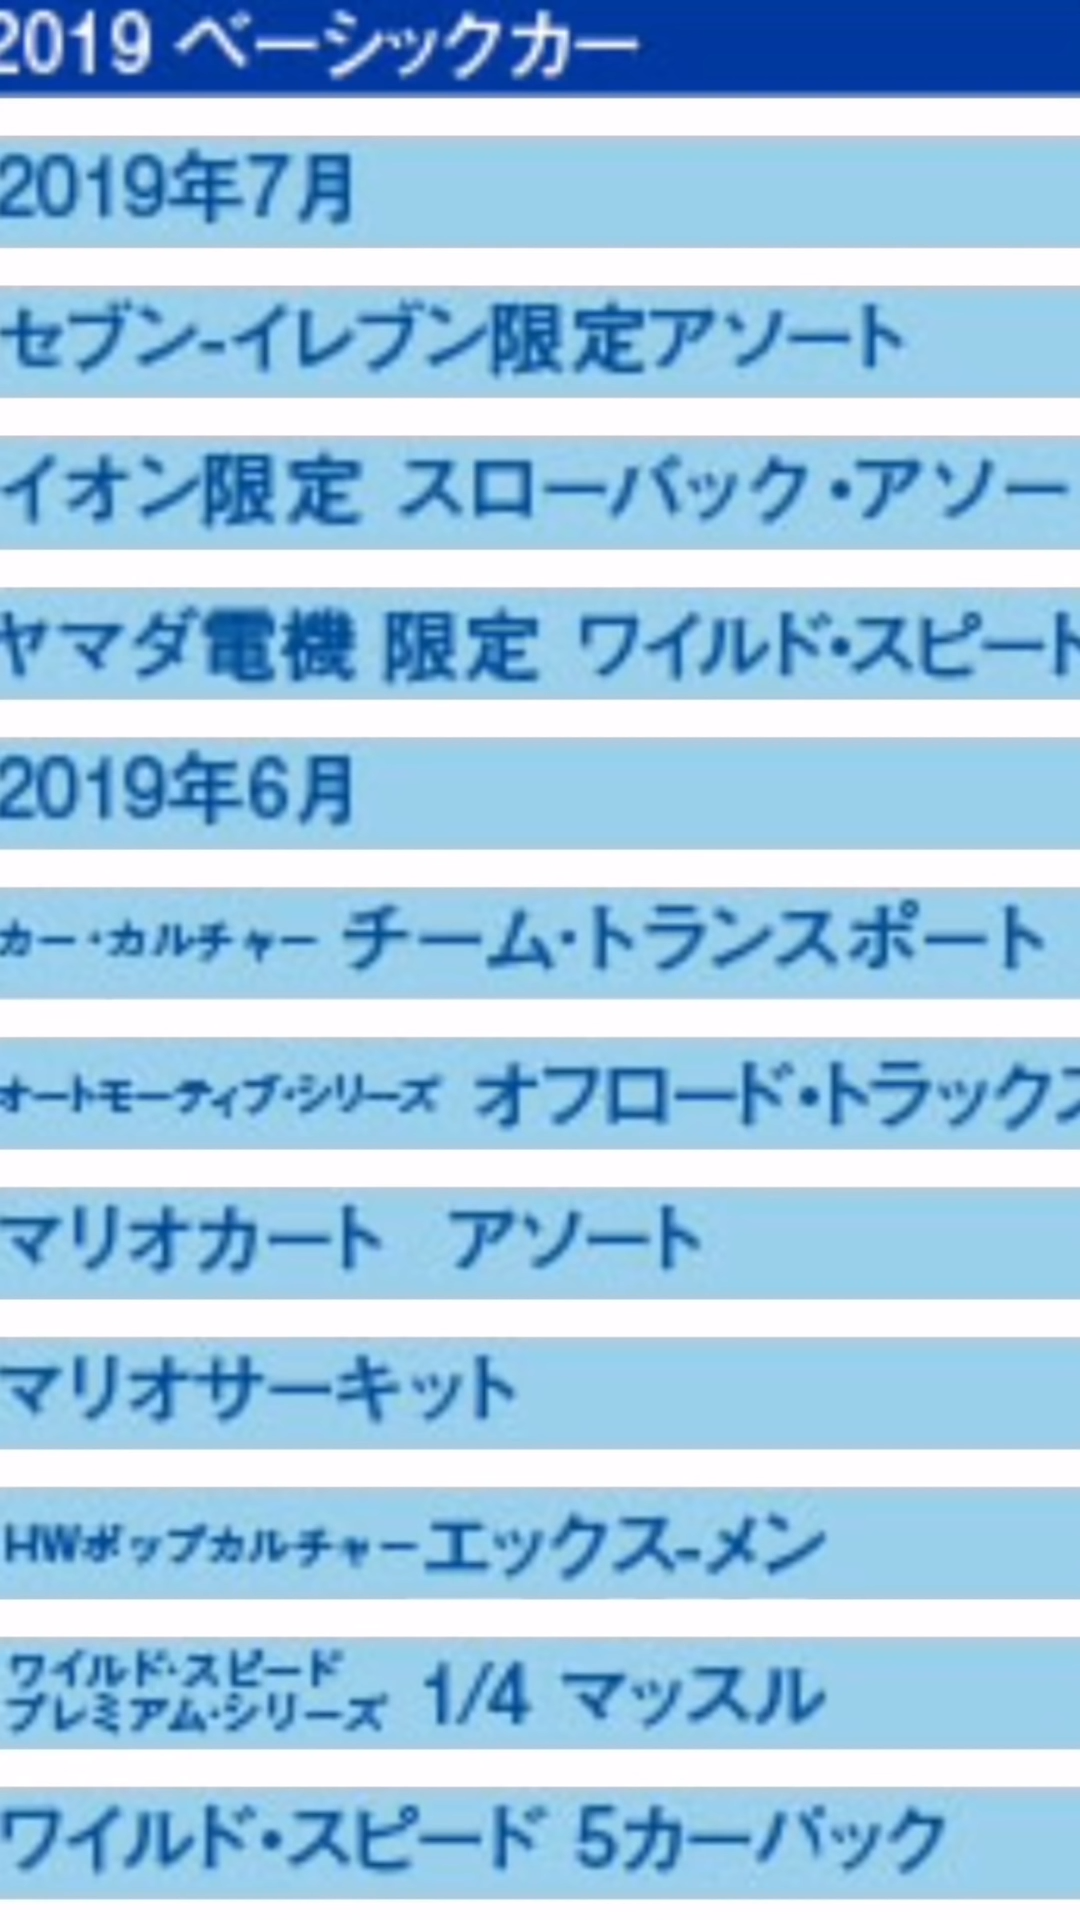 2019 ベーシックカー
2019年7月
セブン-イレブン限定アソート
イオン限定 スローバック・アソー
ヤマダ電機 限定 ワイルド・スピート
2019年6月
カー・カルチャー チーム・トランスポート
オートモーティブ・シリーズ オフロード・トラックス
マリオカート アソート
マリオサーキット
HWポップカルチャーエックス-メン
ワイルド・スピード
プレミアム・シリーズ 1/4 マッスル
ワイルド・スピード 5カーパック